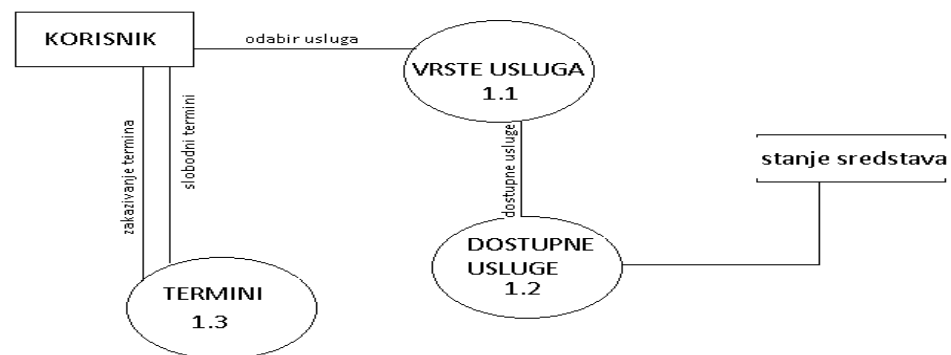 KORISNIK
odabir usluga
VRSTE USLUGA
1.1
zakazivanje termina
slobodni termini
dostupne usluge
stanje sredstava
DOSTUPNE
USLUGE
1.2
TERMINI
1.3